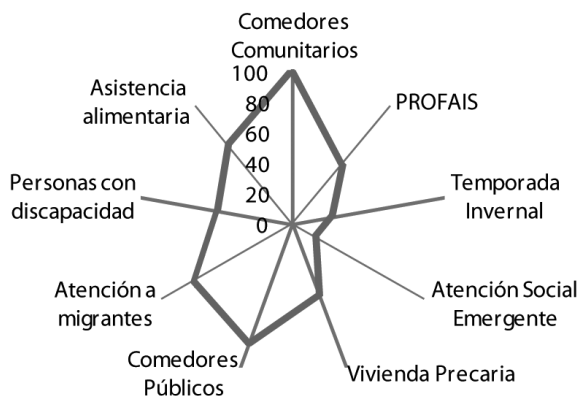 Comedores
Comunitarios
100
80
60
40
20
0
PROFAIS
Temporada
Invernal
Atención Social
Emergente
Vivienda Precaria
Comedores
Públicos
Atención a
migrantes
Personas con
discapacidad
Asistencia
alimentaria